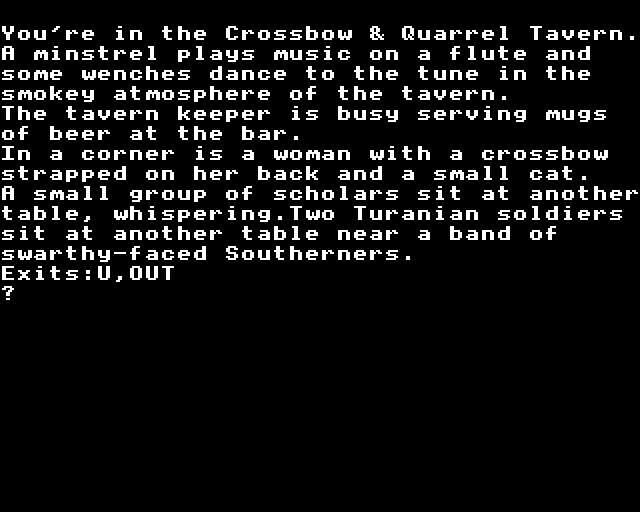 You're in the Crossbow & Quarrel Tavern.
A minstrel plays music on a flute and
some wenches dance to the tune in the
smokey atmosphere of the tavern.
The tavern keeper is busy serving mugs
of beer at the bar.
In a corner is a woman with a crossbow
strapped on her back and a small cat.
A small group of scholars sit at another
table, whispering.Two Turanian soldiers
sit at another table near a band of
swarthy-faced Southerners.
Exits:U,OUT
?